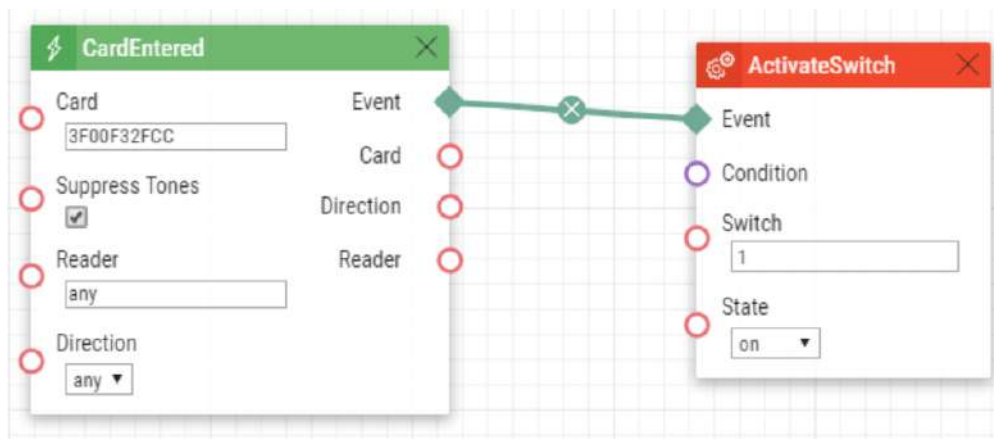 CardEntered
Card
3F00F32FCC
Suppress Tones
Reader
any
Direction
any
Event
Card
Direction
Reader
ActivateSwitch
Event
Condition
Switch
1
State
on